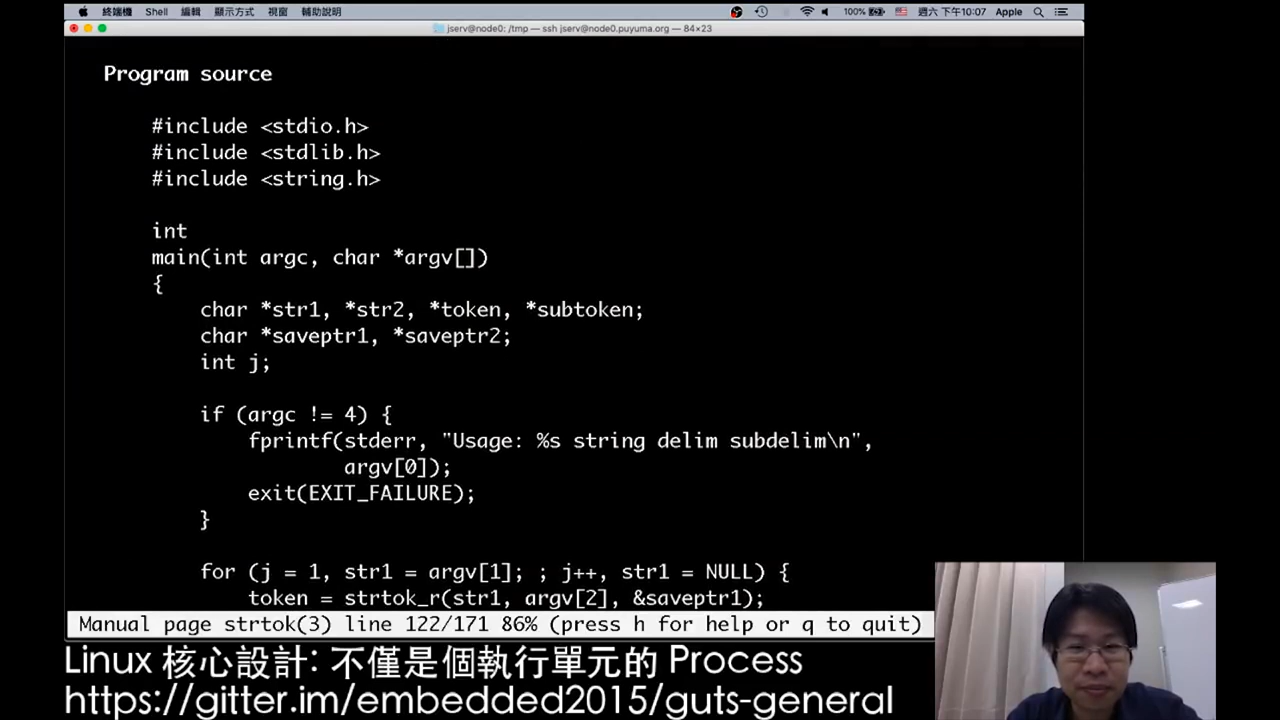 終端機 Shell 編輯 顯示方式 視窗 輔助說明 100% 週六 下午10:07 Apple
jserv@node0: /tmp — ssh jserv@node0.puyuma.org — 84×23
Program source
#include <stdio.h>
#include <stdlib.h>
#include <string.h>
int
main(int argc, char *argv[])
{
char *str1, *str2, *token, *subtoken;
char *saveptr1, *saveptr2;
int j;
if (argc != 4) {
fprintf(stderr, "Usage: %s string delim subdelim\n",
argv[0]);
exit(EXIT_FAILURE);
}
for (j = 1, str1 = argv[1]; ; j++, str1 = NULL) {
token = strtok_r(str1, argv[2], &saveptr1);
Manual page strtok(3) line 122/171 86% (press h for help or q to quit)
Linux 核心設計: 不僅是個執行單元的 Process
https://gitter.im/embedded2015/guts-general